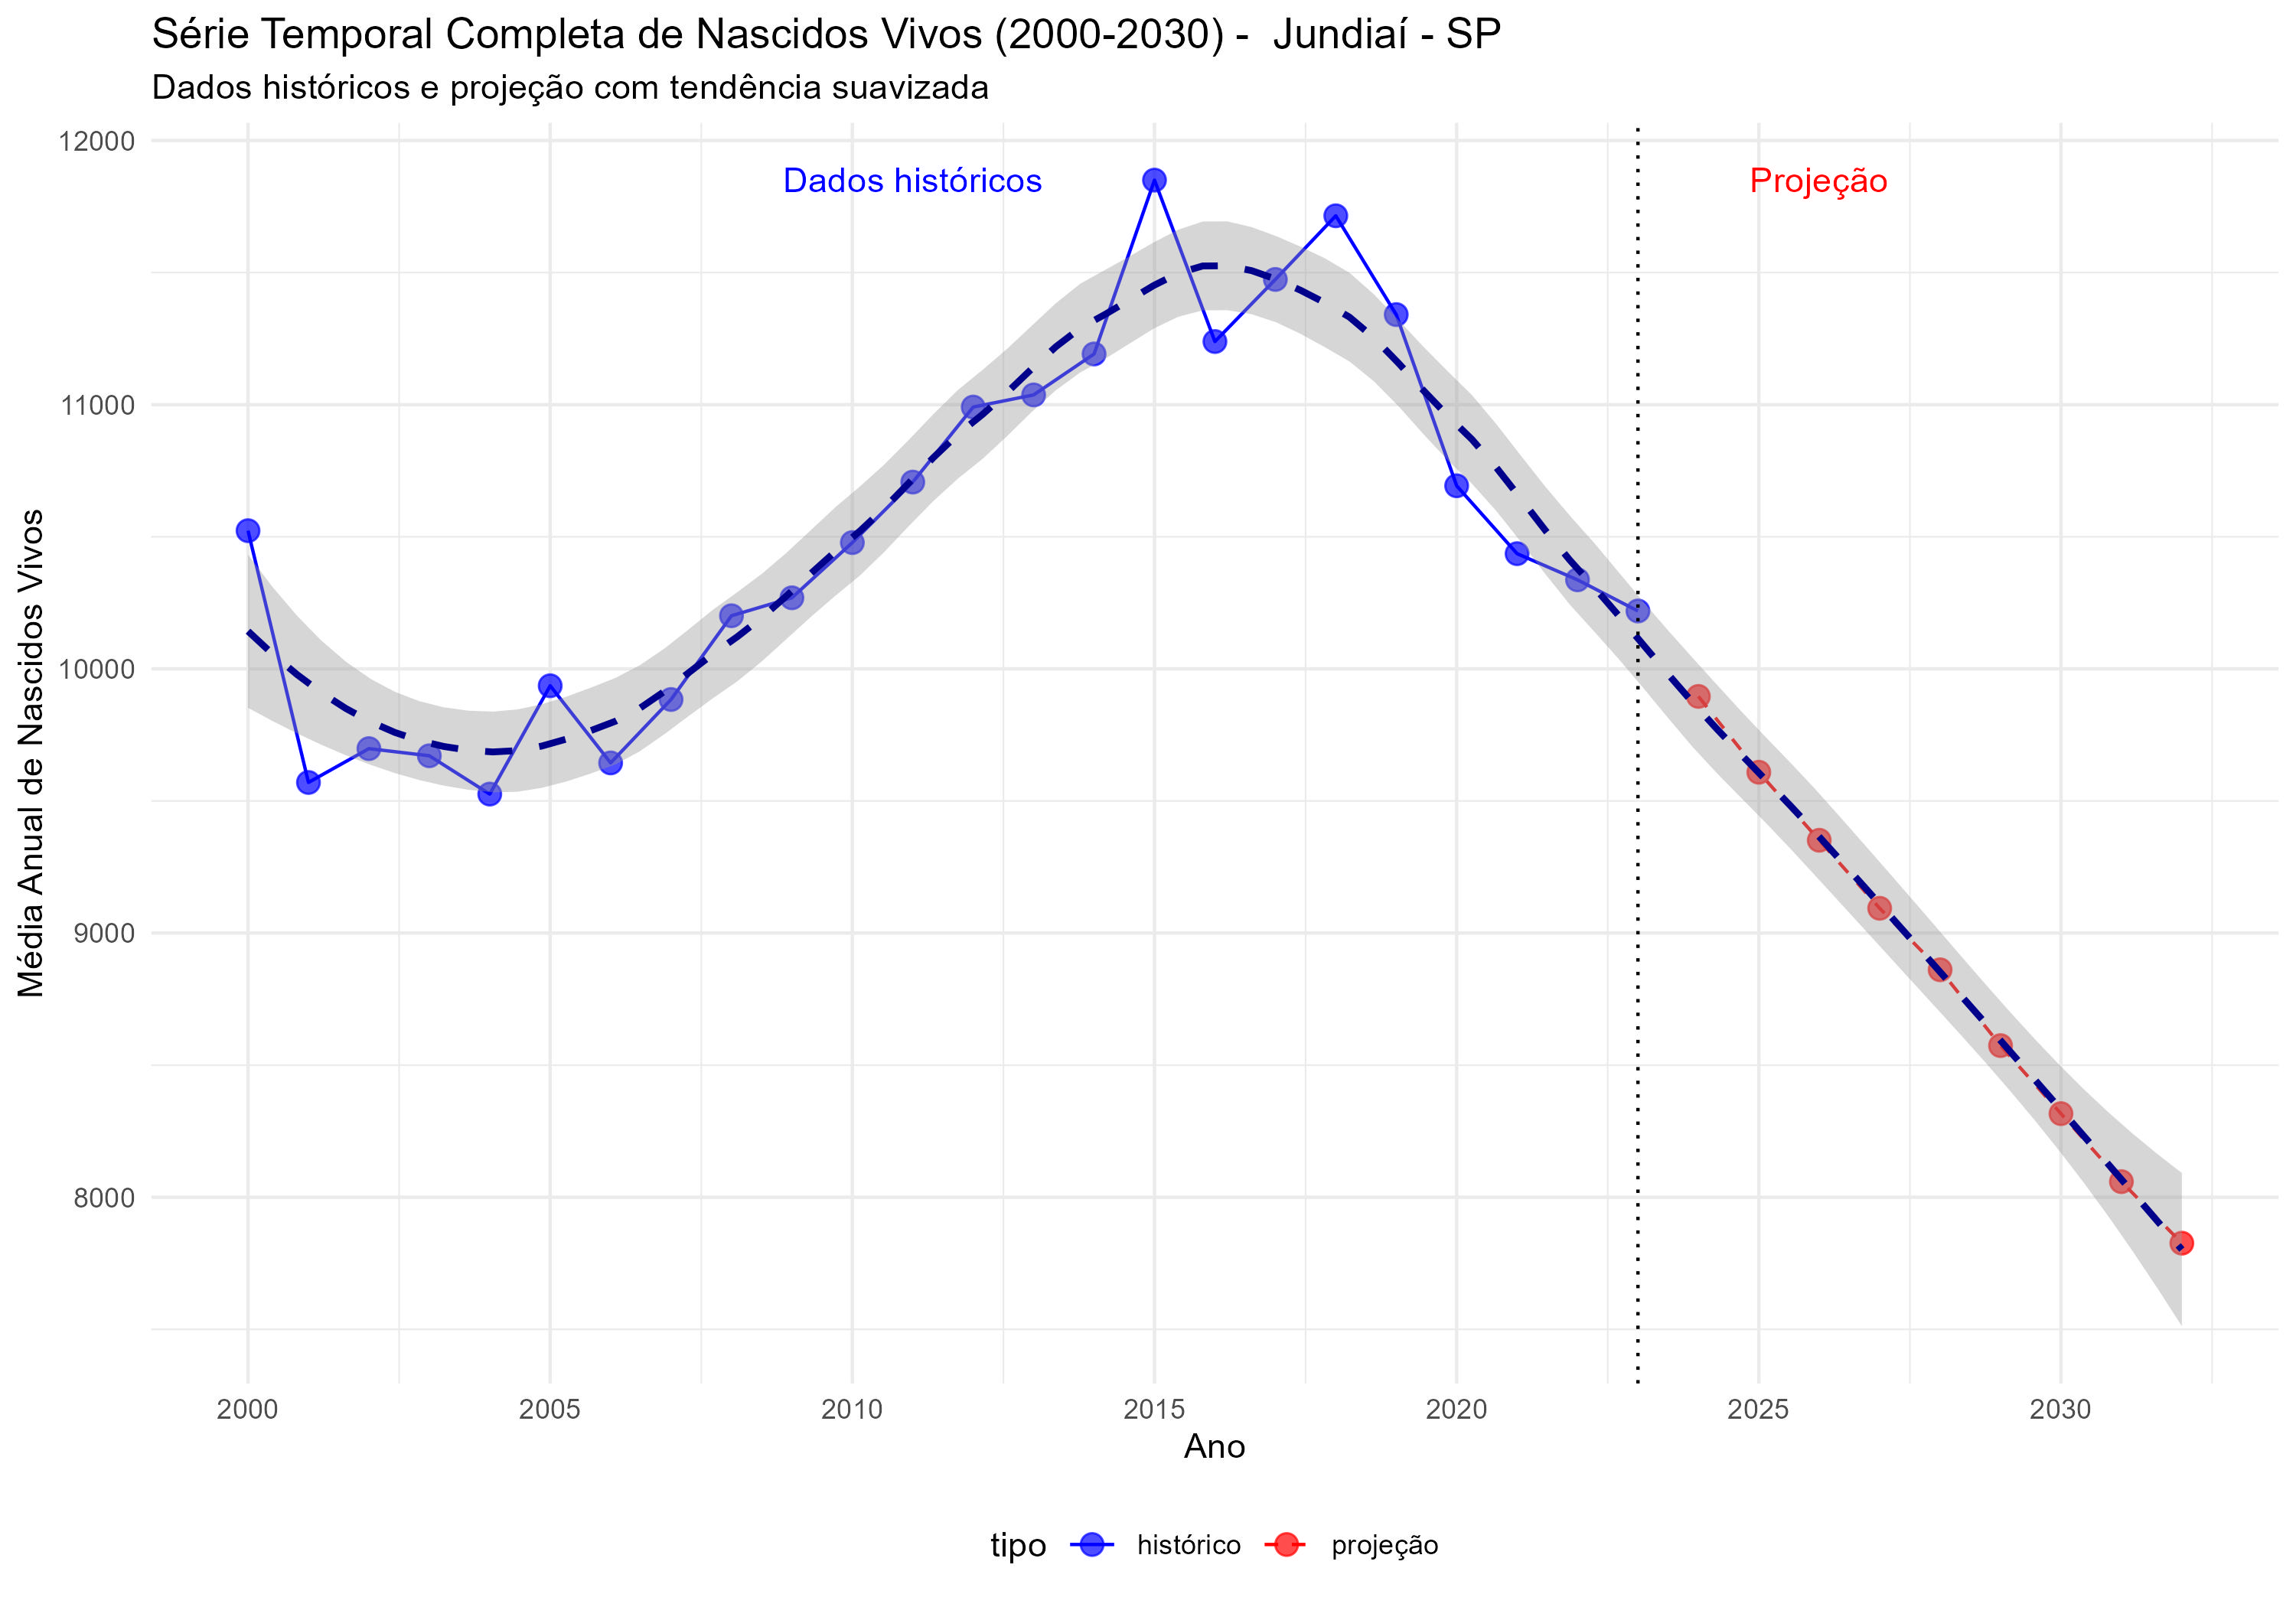 Série Temporal Completa de Nascidos Vivos (2000-2030) -  Jundiaí - SP
Dados históricos e projeção com tendência suavizada
Média Anual de Nascidos Vivos
12000
11000
10000
9000
8000
Dados históricos
Projeção
2000
2005
2010
2015
2020
2025
2030
Ano
tipo
histórico
projeção